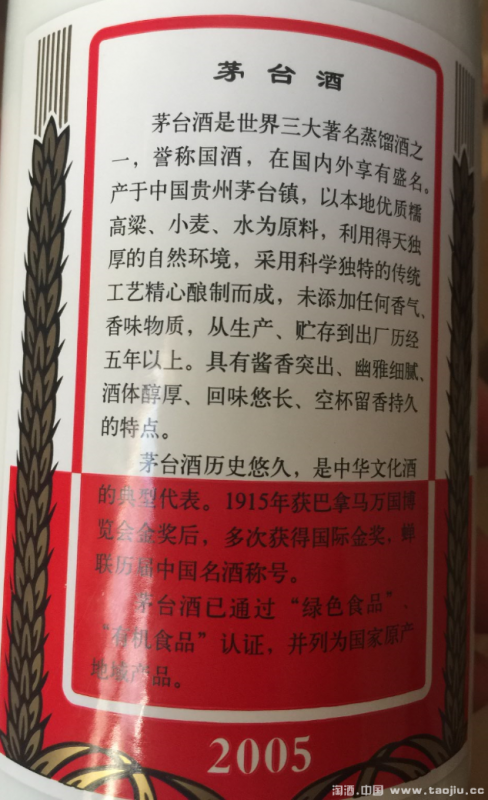 茅台酒
茅台酒是世界三大著名蒸馏酒之
一，誉称国酒，在国内外享有盛名。
产于中国贵州茅台镇，以本地优质糯
高粱、小麦、水为原料，利用得天独
厚的自然环境，采用科学独特的传统
工艺精心酿制而成，未添加任何香气、
香味物质，从生产、贮存到出厂历经
五年以上。具有酱香突出、幽雅细腻、
酒体醇厚、回味悠长、空杯留香持久
的特点。
茅台酒历史悠久，是中华文化酒
的典型代表。1915年获巴拿马万国博
览会金奖后，多次获得国际金奖，蝉
联历届中国名酒称号。
茅台酒已通过“绿色食品”、
“有机食品”认证，并列为国家原产
地域产品。
2005
淘酒.中国 www.taojiu.cc